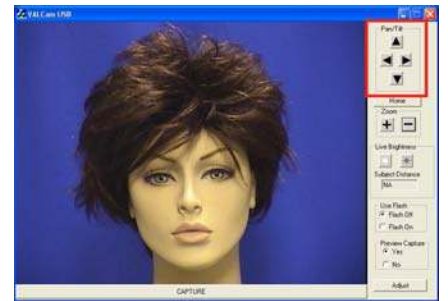 VALCam USB
Pan/Tilt
Home
Zoom
Live Brightness
Subject Distance
NA
Use Flash
Flash Off
Flash On
Preview Capture
Yes
No
CAPTURE
Adjust